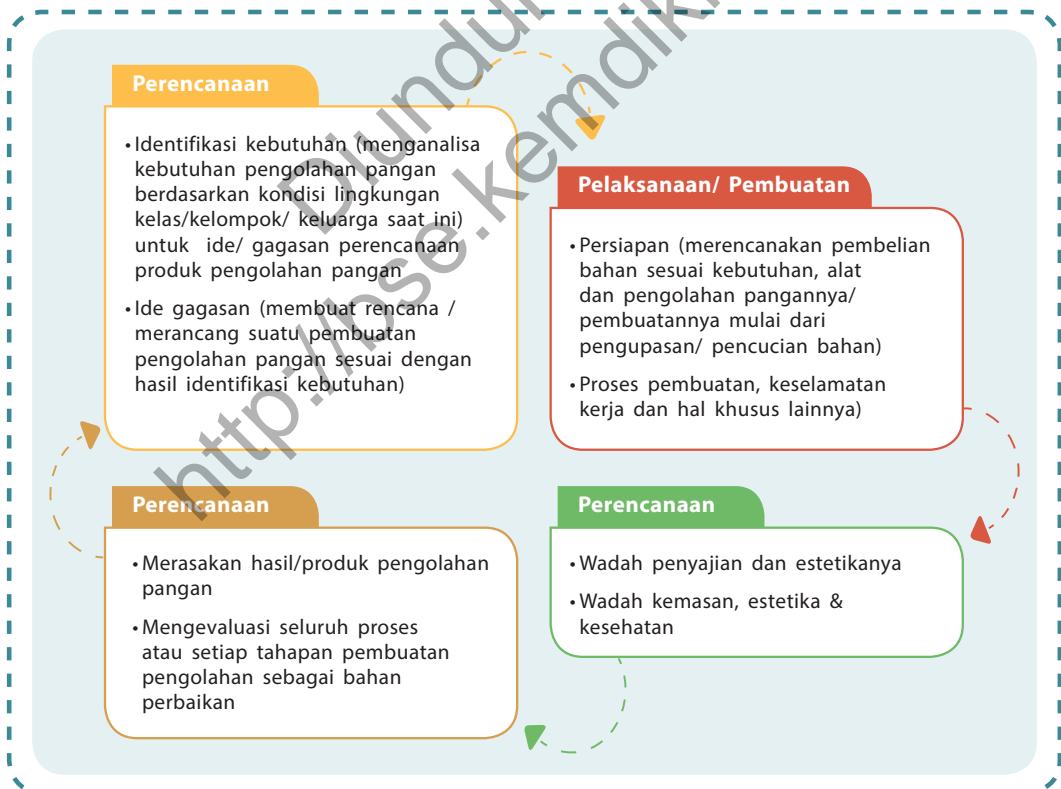 Perencanaan
• Identifikasi kebutuhan (menganalisa
kebutuhan pengolahan pangan
berdasarkan kondisi lingkungan
kelas/kelompok/ keluarga saat ini)
untuk ide/ gagasan perencanaan
produk pengolahan pangan
• Ide gagasan (membuat rencana /
merancang suatu pembuatan
pengolahan pangan sesuai dengan
hasil identifikasi kebutuhan)
Pelaksanaan/ Pembuatan
• Persiapan (merencanakan pembelian
bahan sesuai kebutuhan, alat
dan pengolahan pangannya/
pembuatannya mulai dari
pengupasan/ pencucian bahan)
• Proses pembuatan, keselamatan
kerja dan hal khusus lainnya)
Perencanaan
• Wadah penyajian dan estetikanya
• Wadah kemasan, estetika &
kesehatan
Perencanaan
• Merasakan hasil/produk pengolahan
pangan
• Mengevaluasi seluruh proses
atau setiap tahapan pembuatan
pengolahan sebagai bahan
perbaikan
http://bse.kemdik